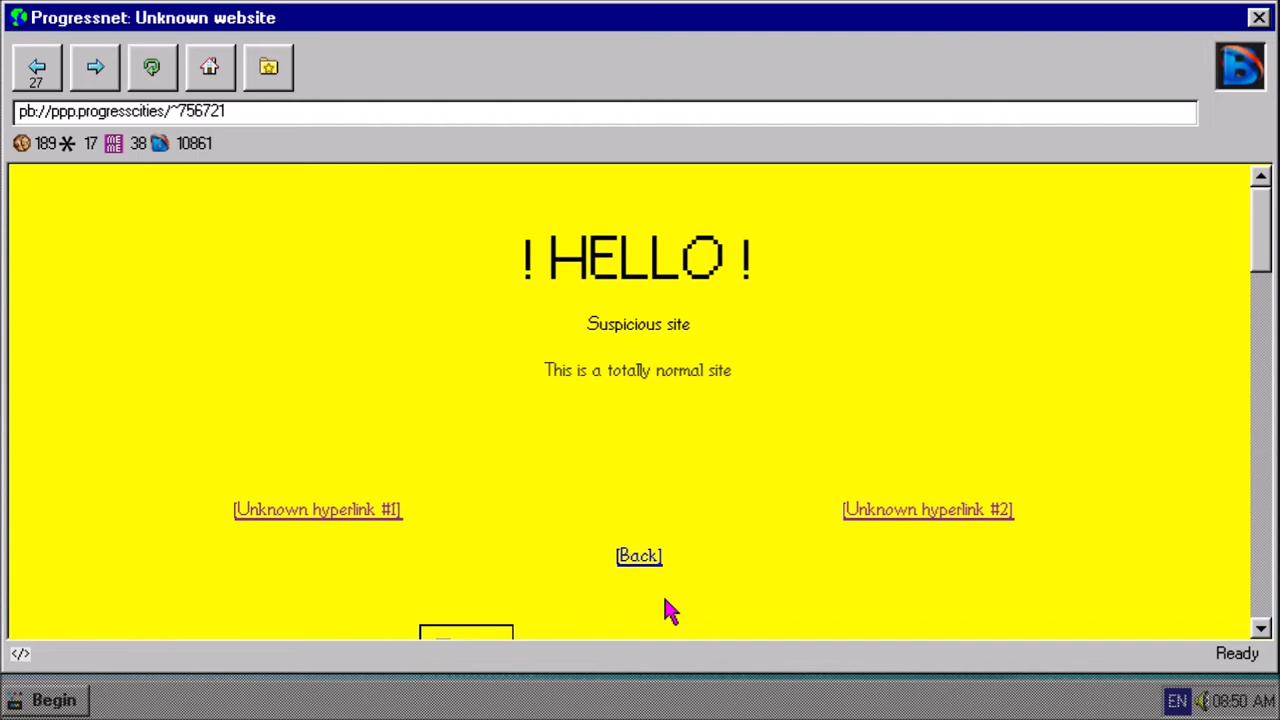 Progressnet: Unknown website
27
pb://ppp.progresscities/~756721
189 17 MEME 38 10861
! HELLO !
Suspicious site
This is a totally normal site
[Unknown hyperlink #1] [Unknown hyperlink #2]
[Back]
</> Ready
Begin EN 08:50 AM